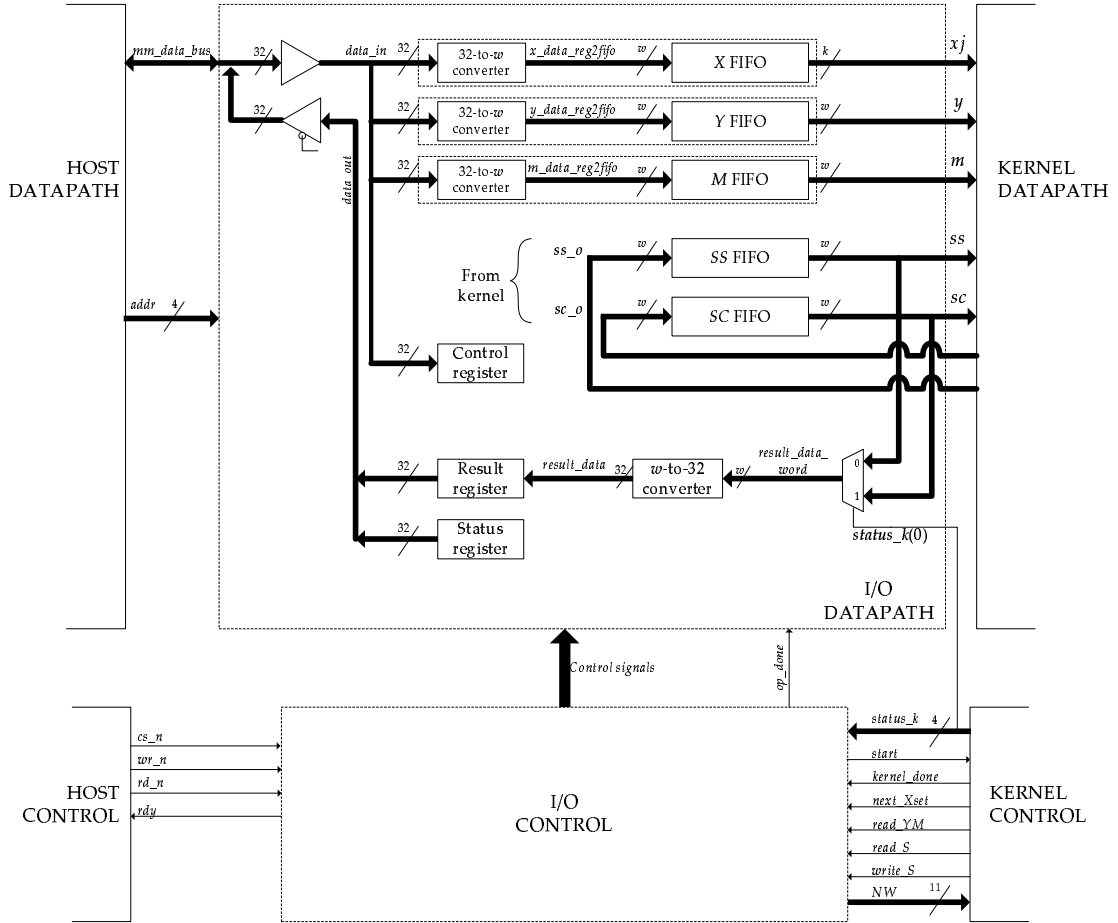 mm_data_bus
32
data_in
32
32-to-w
converter
x_data_reg2fifo
w
X FIFO
k
xj
32
32
32-to-w
converter
y_data_reg2fifo
w
Y FIFO
w
y
HOST
DATAPATH
data_out
32
32-to-w
converter
m_data_reg2fifo
w
M FIFO
w
m
KERNEL
DATAPATH
From
kernel
ss_o
w
SS FIFO
w
ss
addr
4
sc_o
w
SC FIFO
w
sc
32
Control
register
32
Result
register
result_data
32
w-to-32
converter
w
result_data_
word
0
1
32
Status
register
status_k(0)
I/O
DATAPATH
Control signals
op_done
HOST
CONTROL
cs_n
wr_n
rd_n
rdy
I/O
CONTROL
status_k
4
start
kernel_done
next_Xset
read_YM
read_S
write_S
NW
11
KERNEL
CONTROL